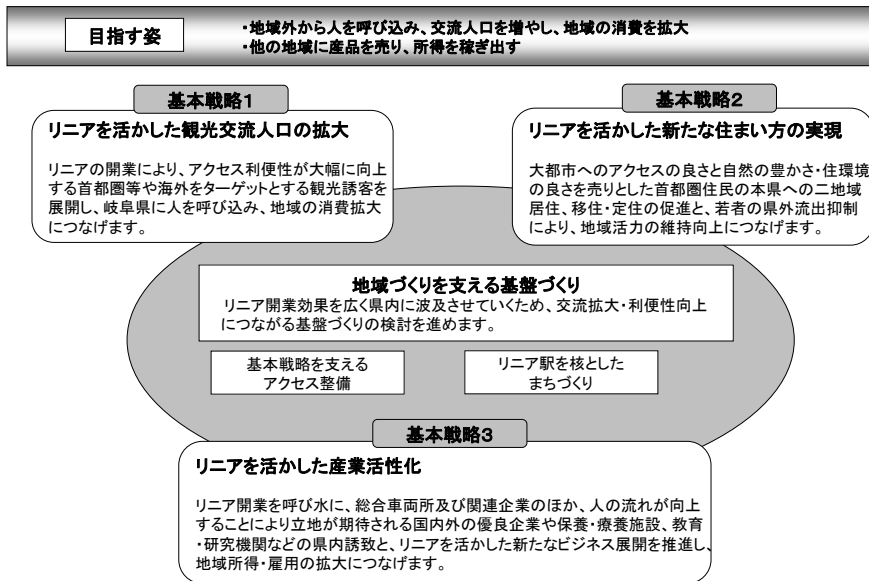 目指す姿
・地域外から人を呼び込み、交流人口を増やし、地域の消費を拡大
・他の地域に産品を売り、所得を稼ぎ出す
基本戦略1
リニアを活かした観光交流人口の拡大
リニアの開業により、アクセス利便性が大幅に向上
する首都圏等や海外をターゲットとする観光誘客を
展開し、岐阜県に人を呼び込み、地域の消費拡大
につなげます。
基本戦略2
リニアを活かした新たな住まい方の実現
大都市へのアクセスの良さと自然の豊かさ・住環境
の良さを売りとした首都圏住民の本県への二地域
居住、移住・定住の促進と、若者の県外流出抑制
により、地域活力の維持向上につなげます。
地域づくりを支える基盤づくり
リニア開業効果を広く県内に波及させていくため、交流拡大・利便性向上
につながる基盤づくりの検討を進めます。
基本戦略を支える
アクセス整備
リニア駅を核とした
まちづくり
基本戦略3
リニアを活かした産業活性化
リニア開業を呼び水に、総合車両所及び関連企業のほか、人の流れが向上
することにより立地が期待される国内外の優良企業や保養・療養施設、教育
・研究機関などの県内誘致と、リニアを活かした新たなビジネス展開を推進し、
地域所得・雇用の拡大につなげます。